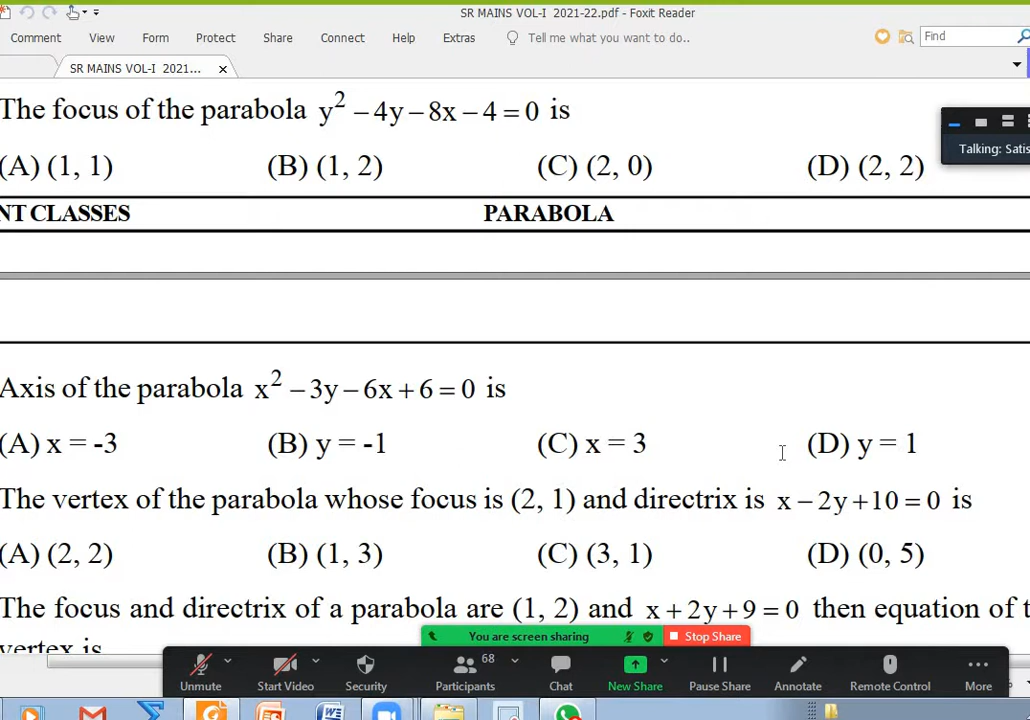 SR MAINS VOL-I 2021-22.pdf - Foxit Reader
Comment View Form Protect Share Connect Help Extras Tell me what you want to do.. Find
SR MAINS VOL-I 2021... ×
The focus of the parabola y² – 4y – 8x – 4 = 0 is
(A) (1, 1) (B) (1, 2) (C) (2, 0) (D) (2, 2)
Talking: Satis
NT CLASSES PARABOLA
Axis of the parabola x² – 3y – 6x + 6 = 0 is
(A) x = -3 (B) y = -1 (C) x = 3 (D) y = 1
The vertex of the parabola whose focus is (2, 1) and directrix is x – 2y + 10 = 0 is
(A) (2, 2) (B) (1, 3) (C) (3, 1) (D) (0, 5)
The focus and directrix of a parabola are (1, 2) and x + 2y + 9 = 0 then equation of t
vertex is
You are screen sharing Stop Share
68
Unmute Start Video Security Participants Chat New Share Pause Share Annotate Remote Control More